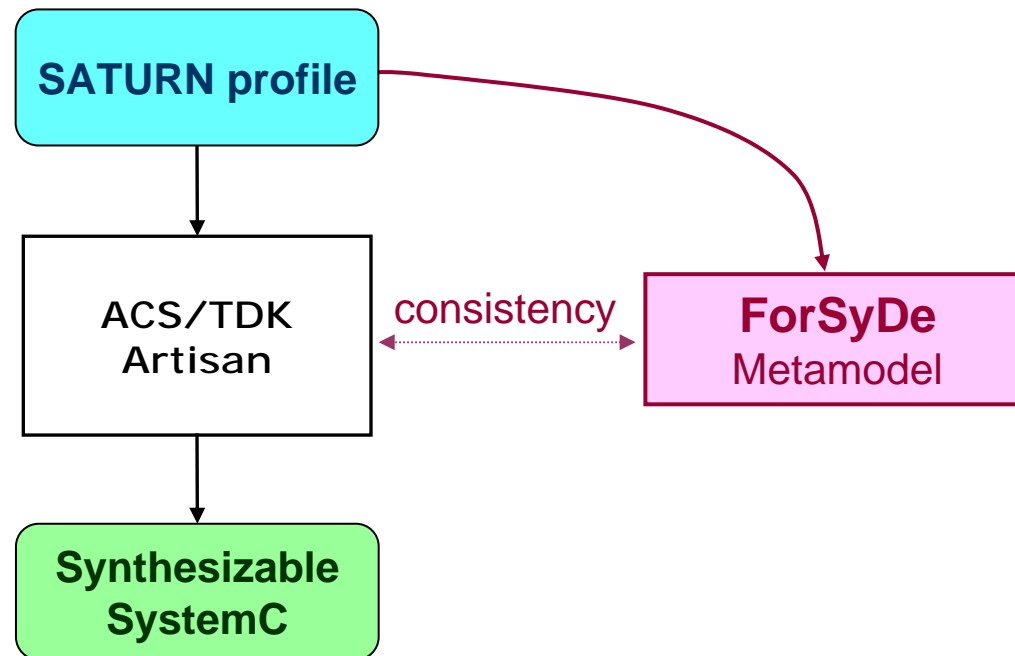 SATURN profile
ACS/TDK
Artisan
consistency
ForSyDe
Metamodel
Synthesizable
SystemC